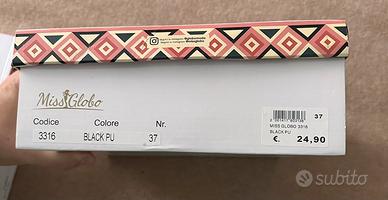 Miss Globo
Codice Colore Nr.
3316 BLACK PU 37
37
MISS GLOBO 3316
BLACK PU
€. 24,90
subito